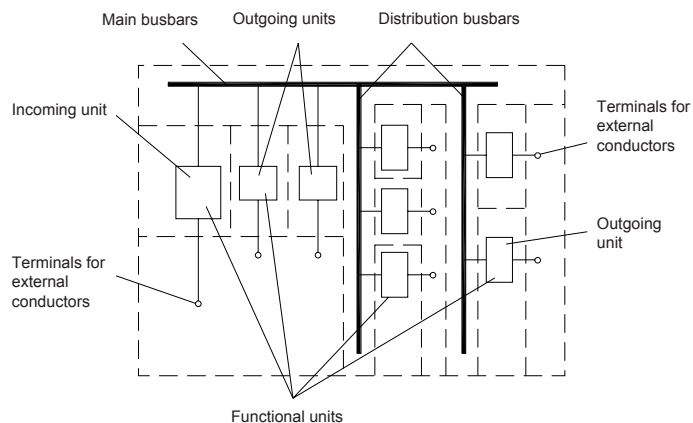 Main busbars
Outgoing units
Distribution busbars
Incoming unit
Terminals for
external
conductors
Outgoing
unit
Terminals for
external
conductors
Functional units